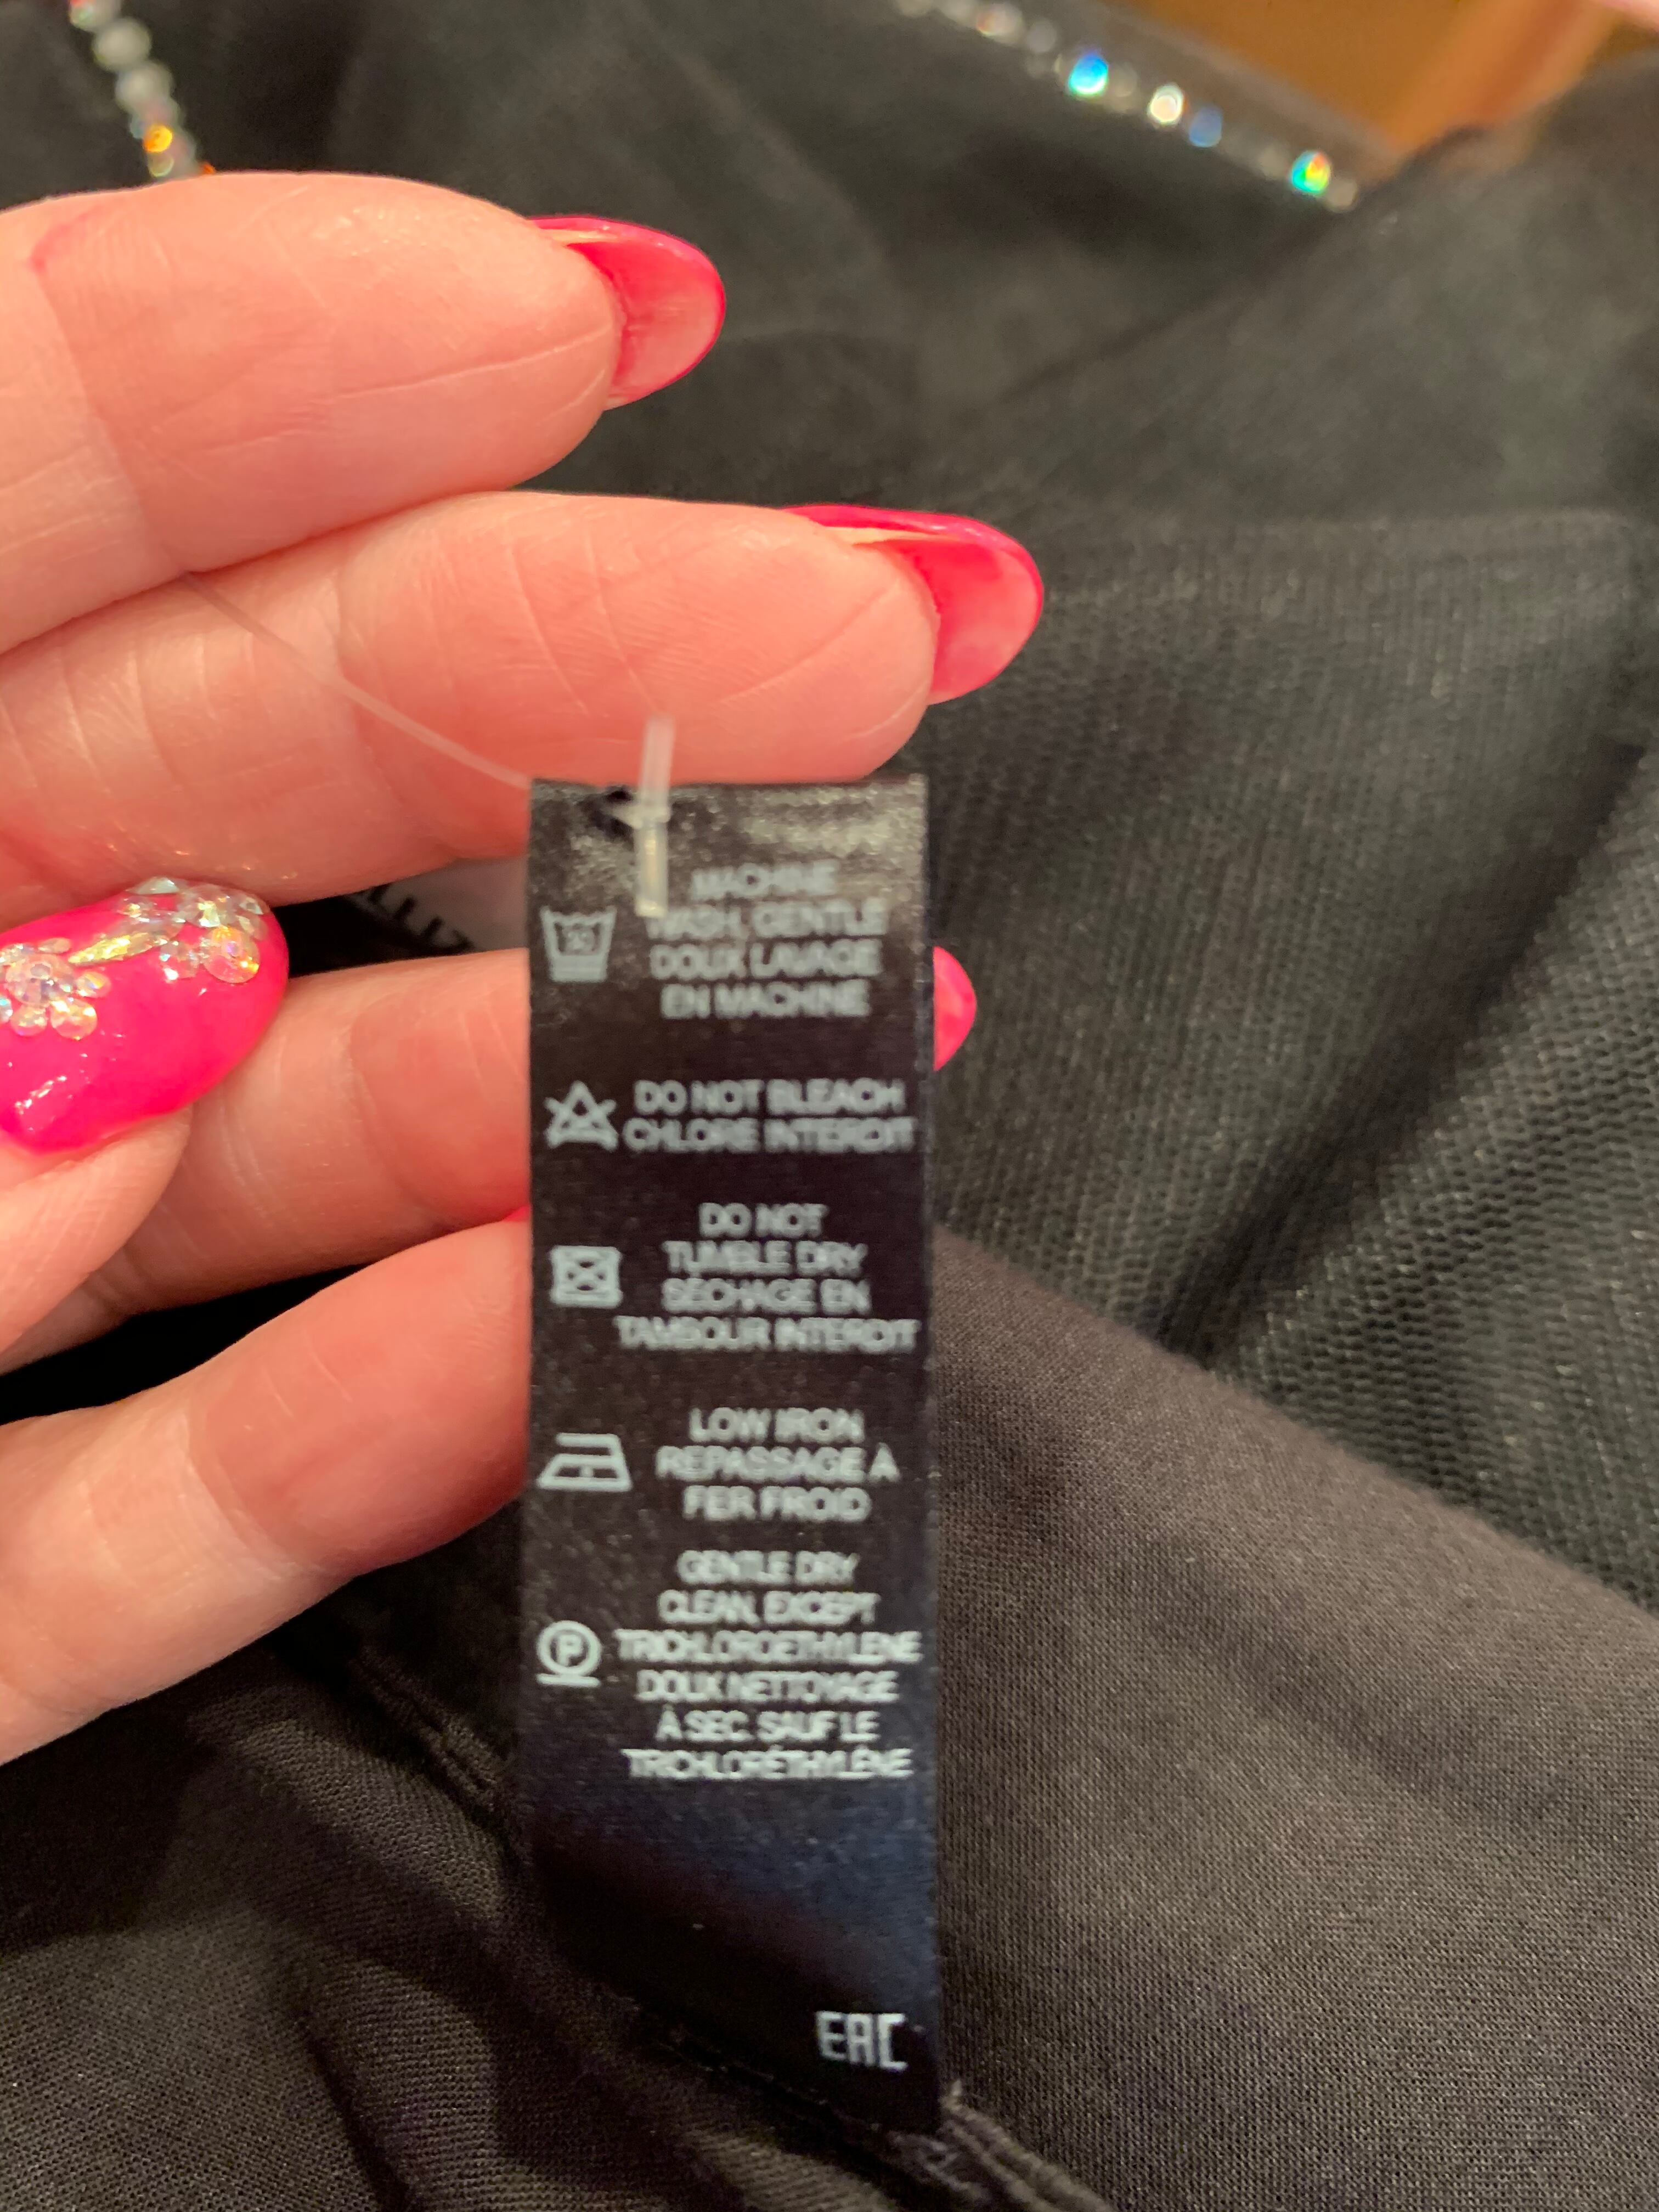 30
MACHINE
WASH, GENTLE
DOUX LAVAGE
EN MACHINE
DO NOT BLEACH
CHLORE INTERDIT
DO NOT
TUMBLE DRY
SÉCHAGE EN
TAMBOUR INTERDIT
LOW IRON
REPASSAGE À
FER FROID
GENTLE DRY
CLEAN, EXCEPT
P TRICHLOROETHYLENE
DOUX NETTOYAGE
À SEC, SAUF LE
TRICHLORÉTHYLÈNE
EAC